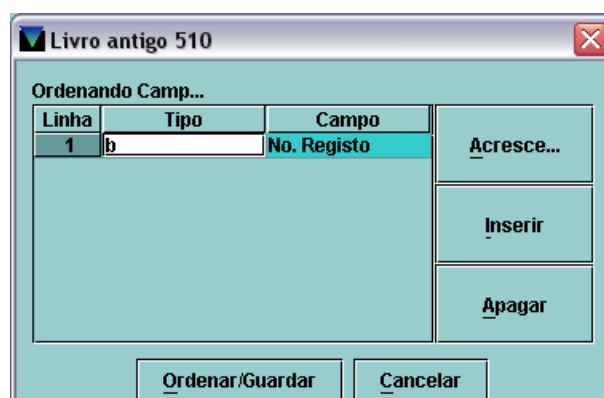 Livro antigo 510
Ordenando Camp...
Linha Tipo Campo
1 b No. Registo
Acresce...
Inserir
Apagar
Ordenar/Guardar Cancelar